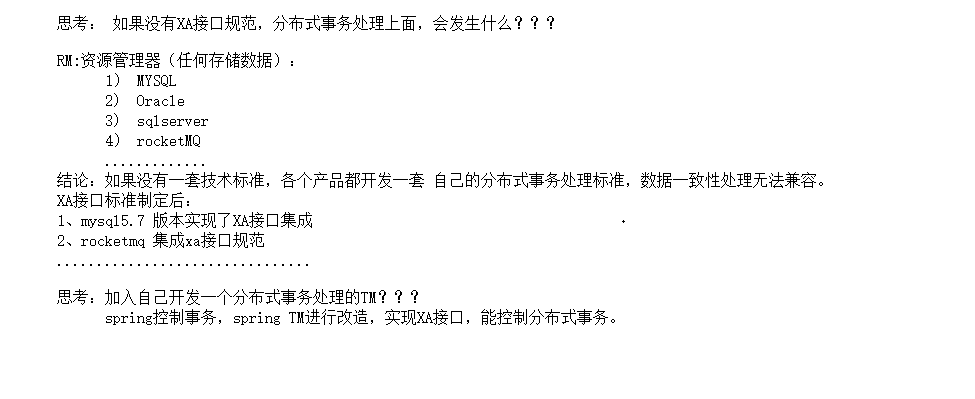 思考： 如果没有XA接口规范，分布式事务处理上面，会发生什么？？？
RM:资源管理器（任何存储数据）：
1） MYSQL
2） Oracle
3） sqlserver
4） rocketMQ
.............
结论：如果没有一套技术标准，各个产品都开发一套 自己的分布式事务处理标准，数据一致性处理无法兼容。
XA接口标准制定后：
1、mysql5.7 版本实现了XA接口集成
2、rocketmq 集成xa接口规范
................................
思考：加入自己开发一个分布式事务处理的TM？？？
spring控制事务，spring TM进行改造，实现XA接口，能控制分布式事务。